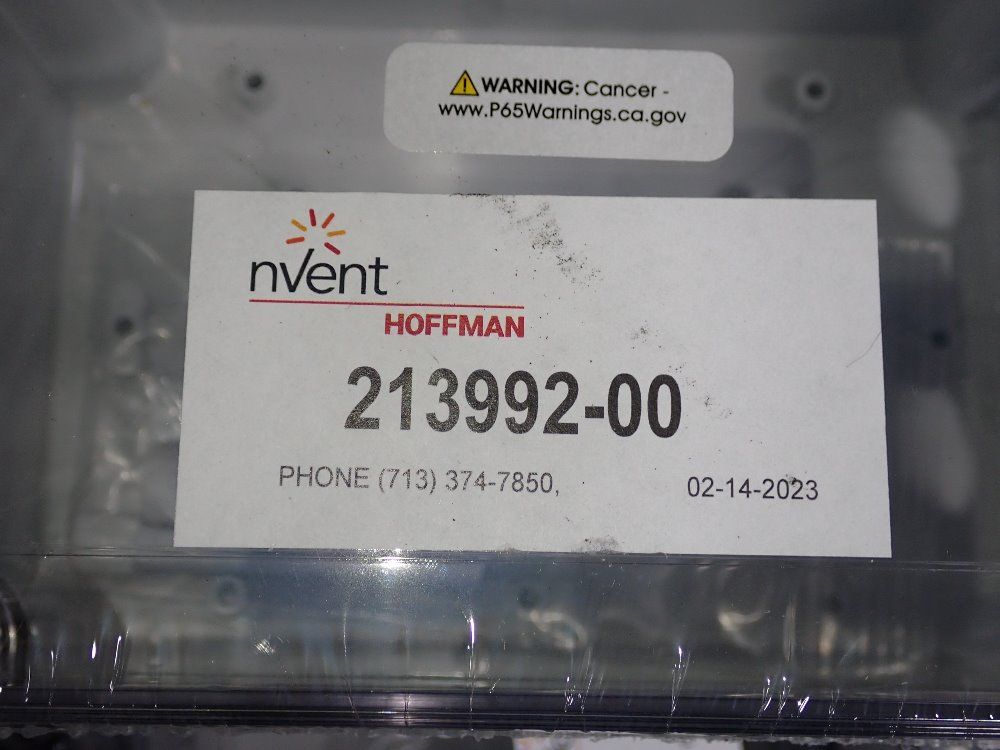 WARNING: Cancer -
www.P65Warnings.ca.gov
nVent
HOFFMAN
213992-00
PHONE (713) 374-7850,
02-14-2023